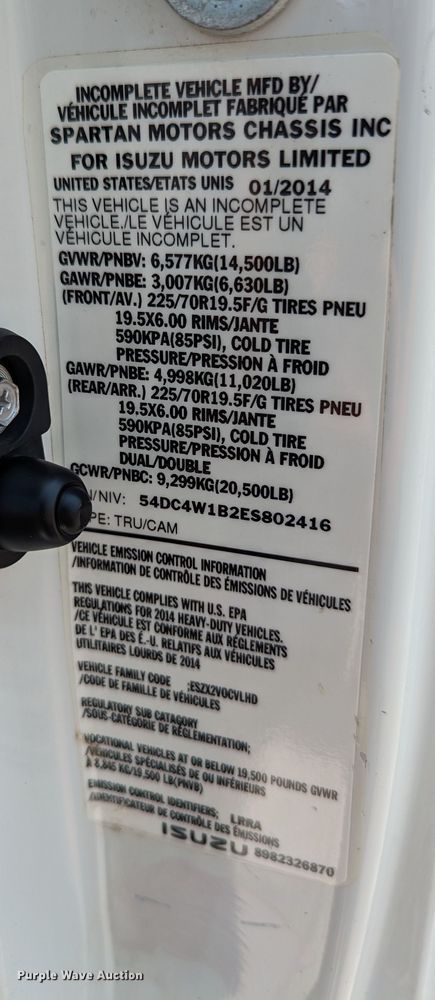 INCOMPLETE VEHICLE MFD BY/
VÉHICULE INCOMPLET FABRIQUÉ PAR
SPARTAN MOTORS CHASSIS INC
FOR ISUZU MOTORS LIMITED
UNITED STATES/ETATS UNIS 01/2014
THIS VEHICLE IS AN INCOMPLETE
VEHICLE./LE VÉHICULE EST UN
VÉHICULE INCOMPLET.
GVWR/PNBV: 6,577KG(14,500LB)
GAWR/PNBE: 3,007KG(6,630LB)
(FRONT/AV.) 225/70R19.5F/G TIRES PNEU
19.5X6.00 RIMS/JANTE
590KPA(85PSI), COLD TIRE
PRESSURE/PRESSION À FROID
GAWR/PNBE: 4,998KG(11,020LB)
(REAR/ARR.) 225/70R19.5F/G TIRES PNEU
19.5X6.00 RIMS/JANTE
590KPA(85PSI), COLD TIRE
PRESSURE/PRESSION À FROID
DUAL/DOUBLE
GCWR/PNBC: 9,299KG(20,500LB)
/NIV: 54DC4W1B2ES802416
PE: TRU/CAM
VEHICLE EMISSION CONTROL INFORMATION
/INFORMATION DE CONTRÔLE DES ÉMISSIONS DE VÉHICULES
THIS VEHICLE COMPLIES WITH U.S. EPA
REGULATIONS FOR 2014 HEAVY-DUTY VEHICLES.
/CE VÉHICULE EST CONFORME AUX RÉGLEMENTS
DE L' EPA DES É.-U. RELATIFS AUX VÉHICULES
UTILITAIRES LOURDS DE 2014
VEHICLE FAMILY CODE :ESZX2VOCVLHD
/CODE DE FAMILLE DE VÉHICULES
REGULATORY SUB CATAGORY
/SOUS-CATÉGORIE DE RÉGLEMENTATION;
VOCATIONAL VEHICLES AT OR BELOW 19,500 POUNDS GVWR
/VÉHICULES SPÉCIALISÉS DE OU INFÉRIEURS
À 8,845 KG/19,500 LB(PNVB)
EMISSION CONTROL IDENTIFIERS; LRRA
/IDENTIFICATEUR DE CONTRÔLE DES ÉMISSIONS
ISUZU 8982326870
Purple Wave Auction